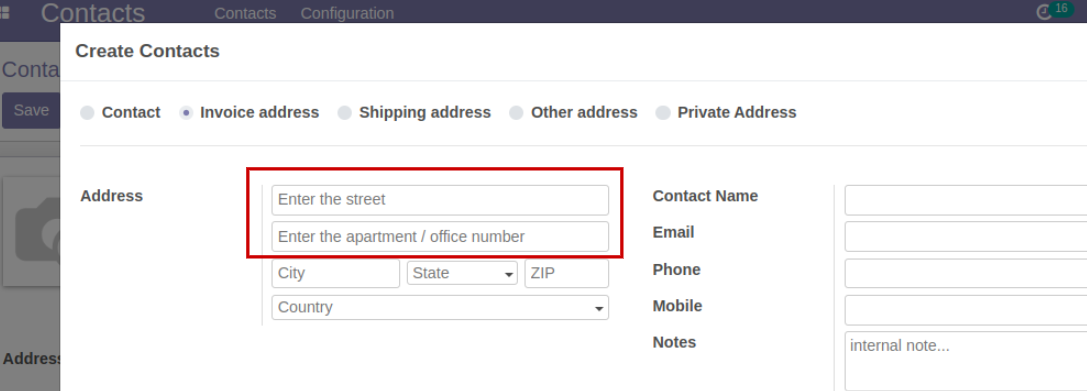 Contacts Contacts Configuration 16
Create Contacts
Conta
Save
Contact Invoice address Shipping address Other address Private Address
Address
Enter the street
Enter the apartment / office number
City State ZIP
Country
Contact Name
Email
Phone
Mobile
Notes
internal note...
Address